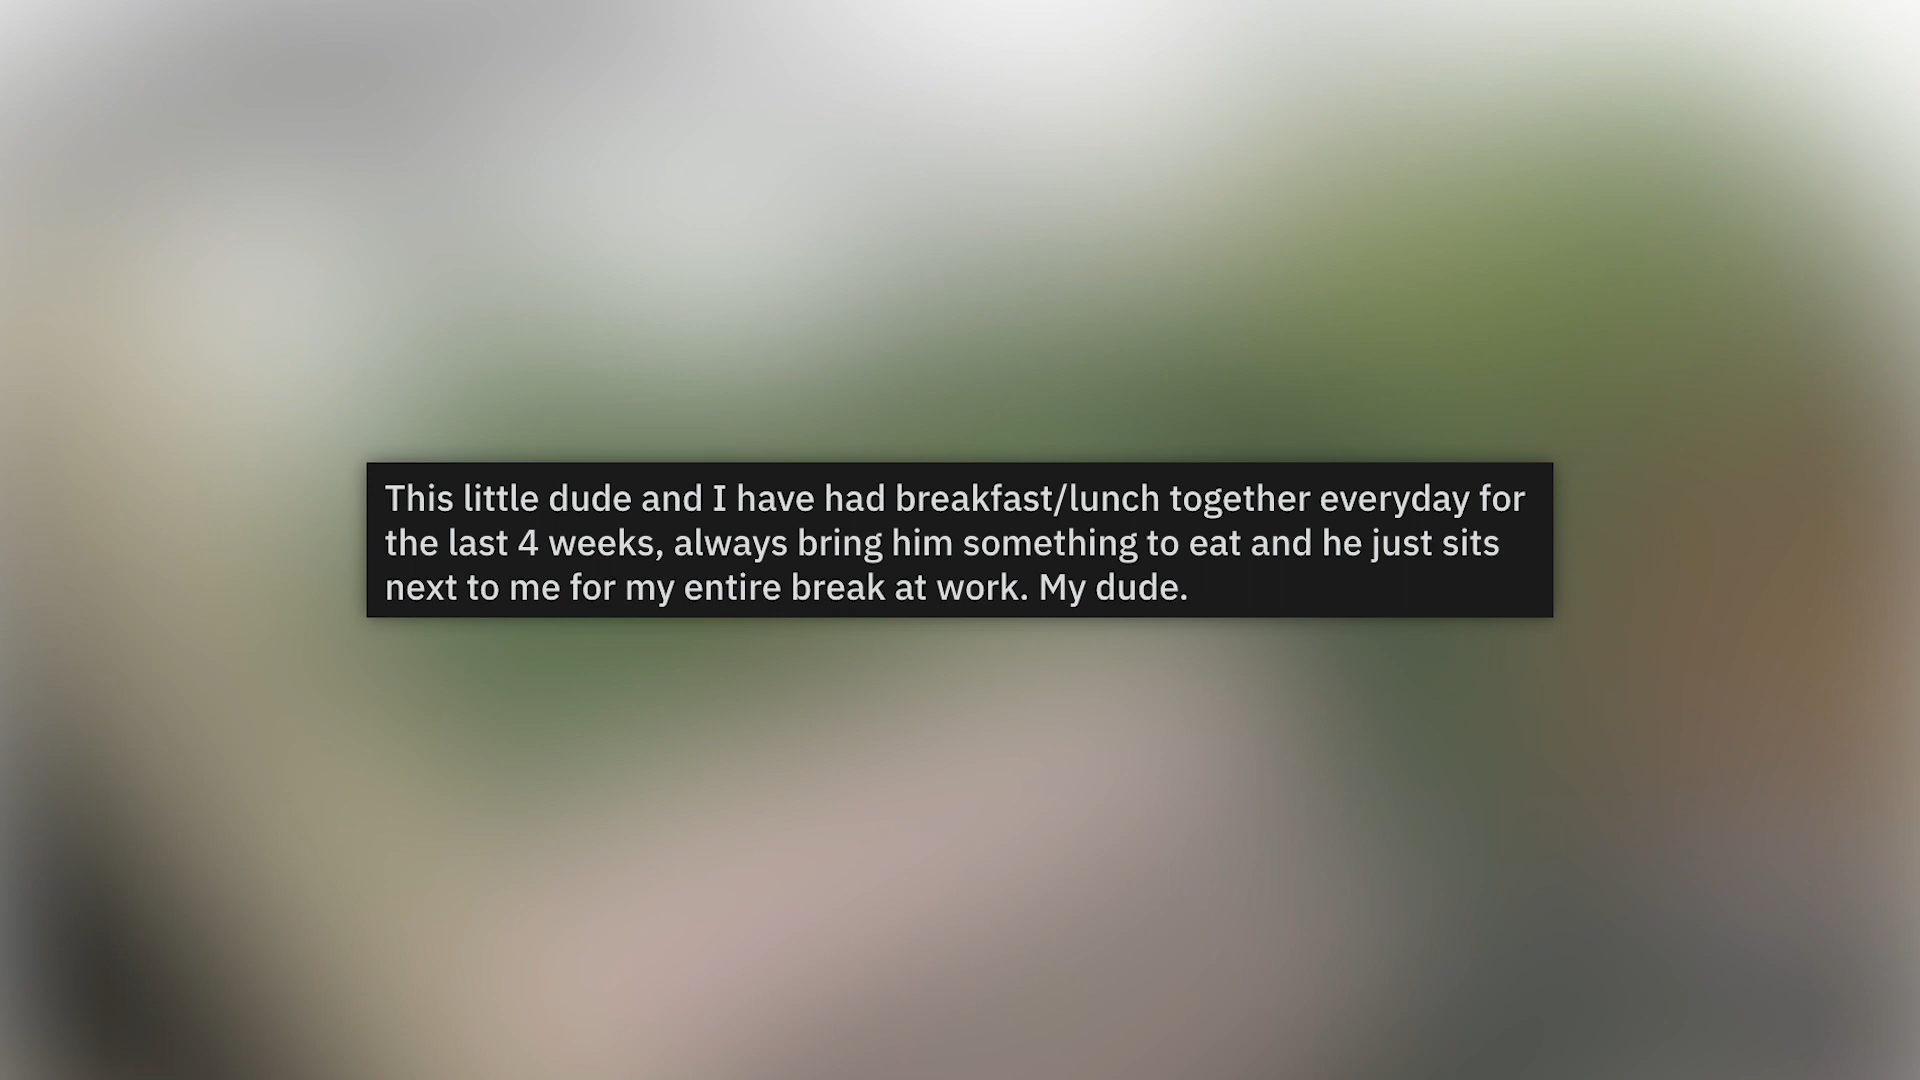 This little dude and I have had breakfast/lunch together everyday for
the last 4 weeks, always bring him something to eat and he just sits
next to me for my entire break at work. My dude.